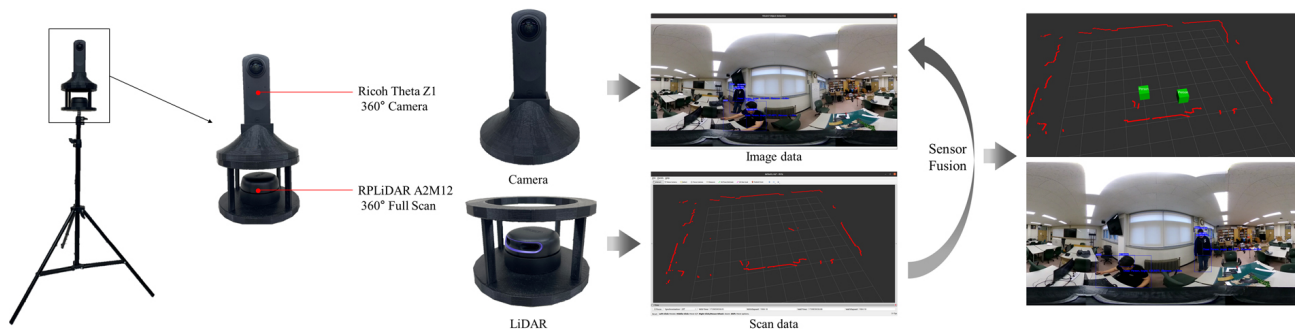 Ricoh Theta Z1
360° Camera
RPLiDAR A2M12
360° Full Scan
Camera
LiDAR
Image data
Scan data
Sensor
Fusion